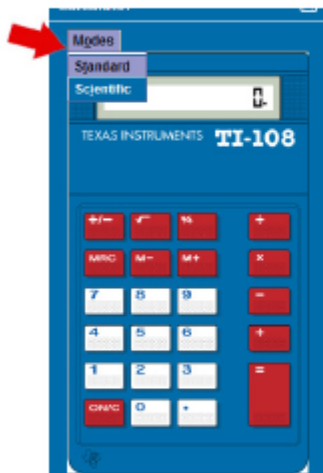 Modes
Standard
Scientific
0.
TEXAS INSTRUMENTS TI-108
+/− √ % ÷
MRC M− M+ ×
7 8 9 −
4 5 6 +
1 2 3 =
ON/C 0 .